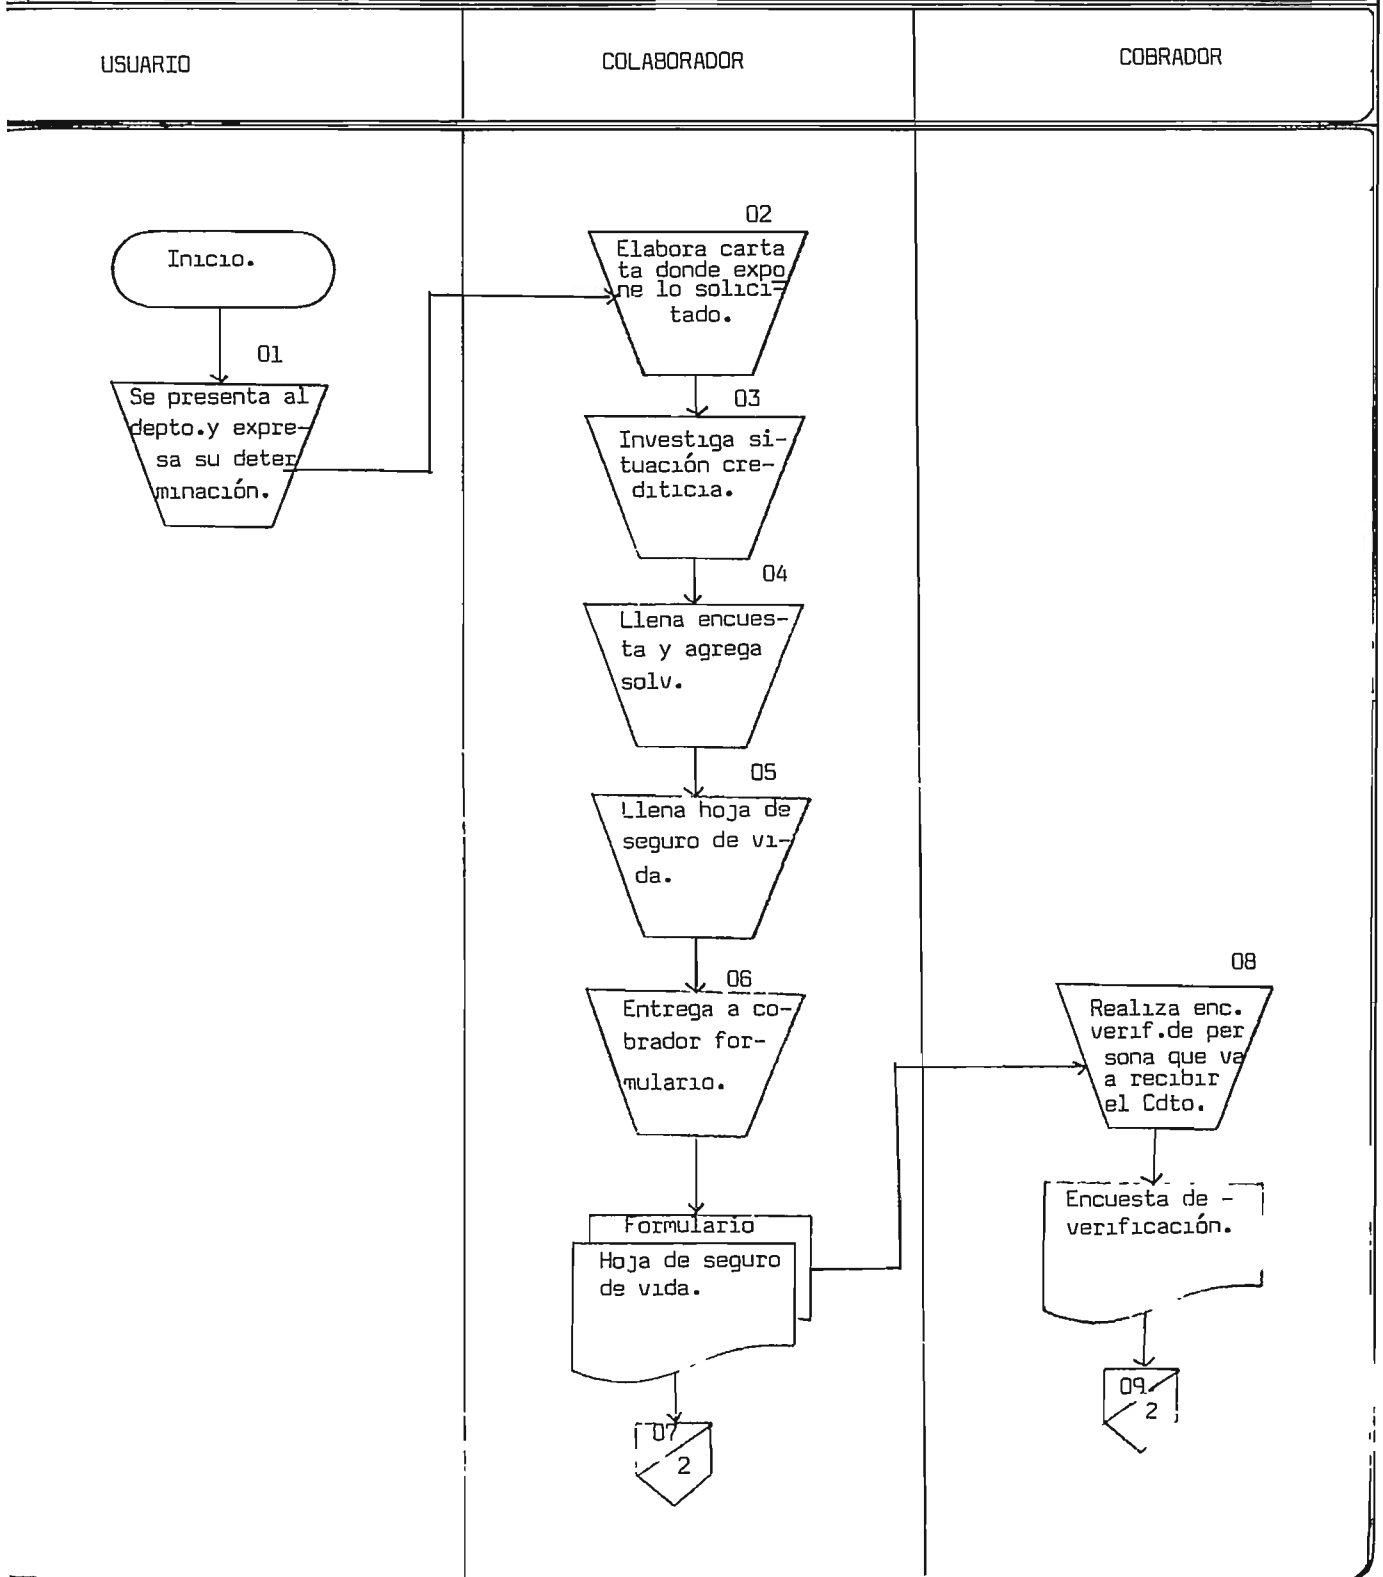 USUARIO
COLABORADOR
COBRADOR
Inicio.
01
Se presenta al
depto.y expre-
sa su deter
minación.
02
Elabora carta
ta donde expo
ne lo solici-
tado.
03
Investiga si-
tuación cre-
diticia.
04
Llena encues-
ta y agrega
solv.
05
Llena hoja de
seguro de vi-
da.
06
Entrega a co-
brador for-
mulario.
Formulario
Hoja de seguro
de vida.
07
2
08
Realiza enc.
verif.de per
sona que va
a recibir
el Cdto.
Encuesta de -
verificación.
09
2